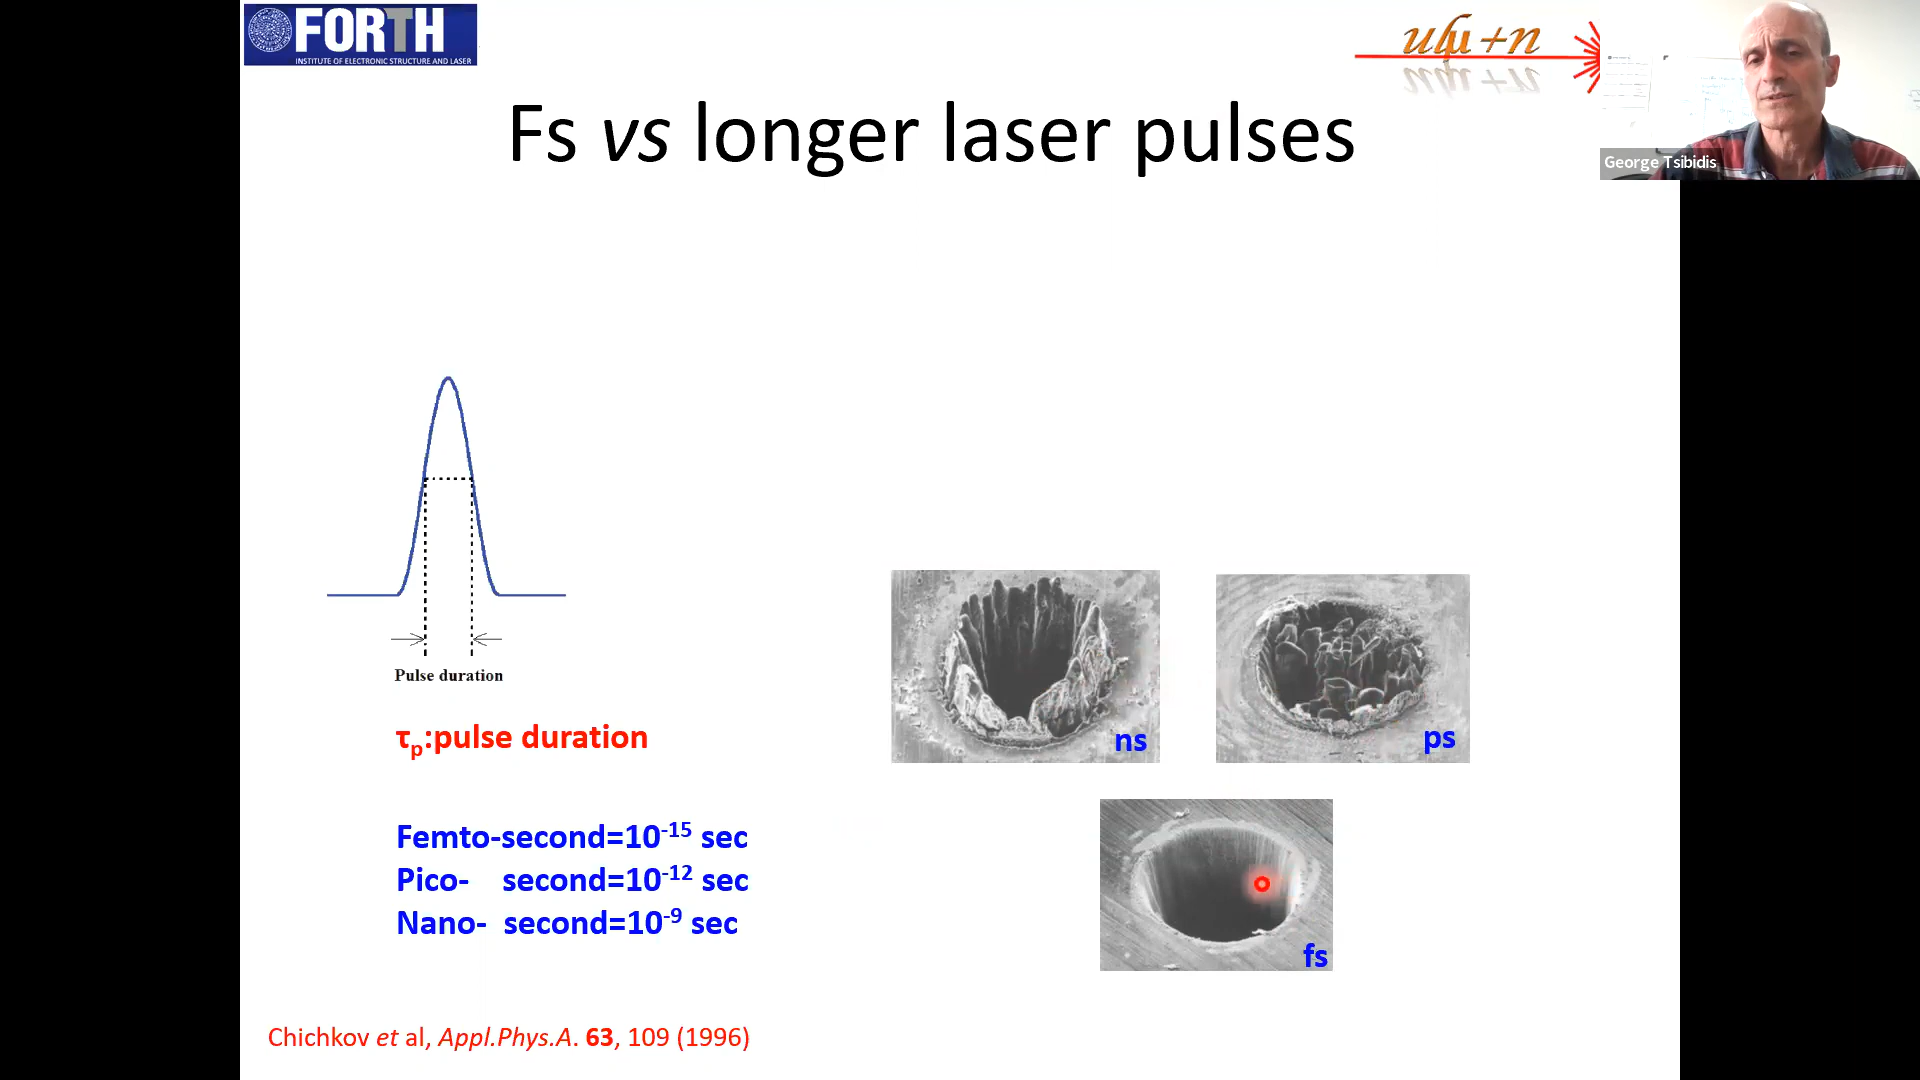 FORTH
INSTITUTE OF ELECTRONIC STRUCTURE AND LASER
George Tsibidis
Fs vs longer laser pulses
Pulse duration
τp:pulse duration
Femto-second=10-15 sec
Pico- second=10-12 sec
Nano- second=10-9 sec
ns
ps
fs
Chichkov et al, Appl.Phys.A. 63, 109 (1996)